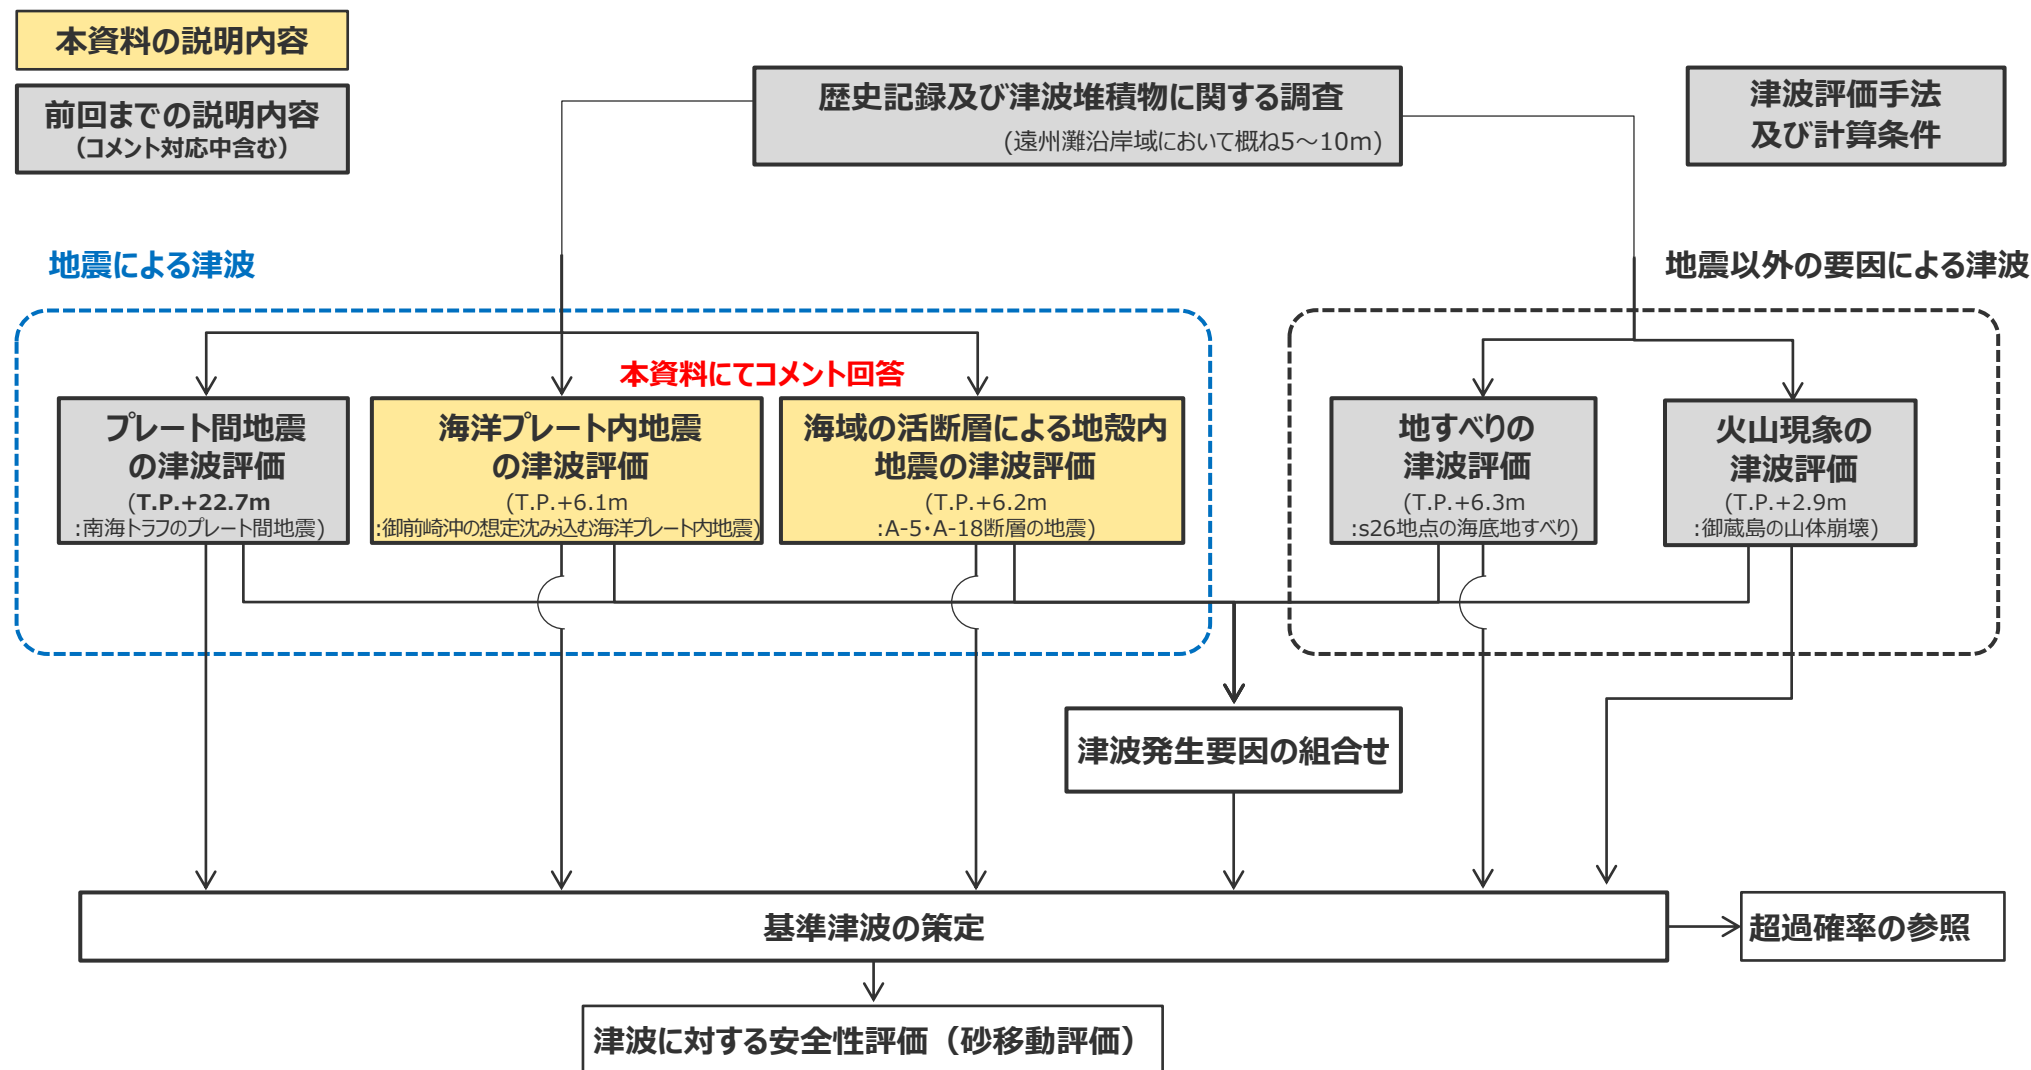 本資料の説明内容
前回までの説明内容
(コメント対応中含む)
歴史記録及び津波堆積物に関する調査
(遠州灘沿岸域において概ね5~10m)
津波評価手法
及び計算条件
地震による津波
地震以外の要因による津波
本資料にてコメント回答
プレート間地震
の津波評価
(T.P.+22.7m
:南海トラフのプレート間地震)
海洋プレート内地震
の津波評価
(T.P.+6.1m
:御前崎沖の想定沈み込む海洋プレート内地震)
海域の活断層による地殻内
地震の津波評価
(T.P.+6.2m
:A-5・A-18断層の地震)
地すべりの
津波評価
(T.P.+6.3m
:s26地点の海底地すべり)
火山現象の
津波評価
(T.P.+2.9m
:御蔵島の山体崩壊)
津波発生要因の組合せ
基準津波の策定
超過確率の参照
津波に対する安全性評価(砂移動評価)